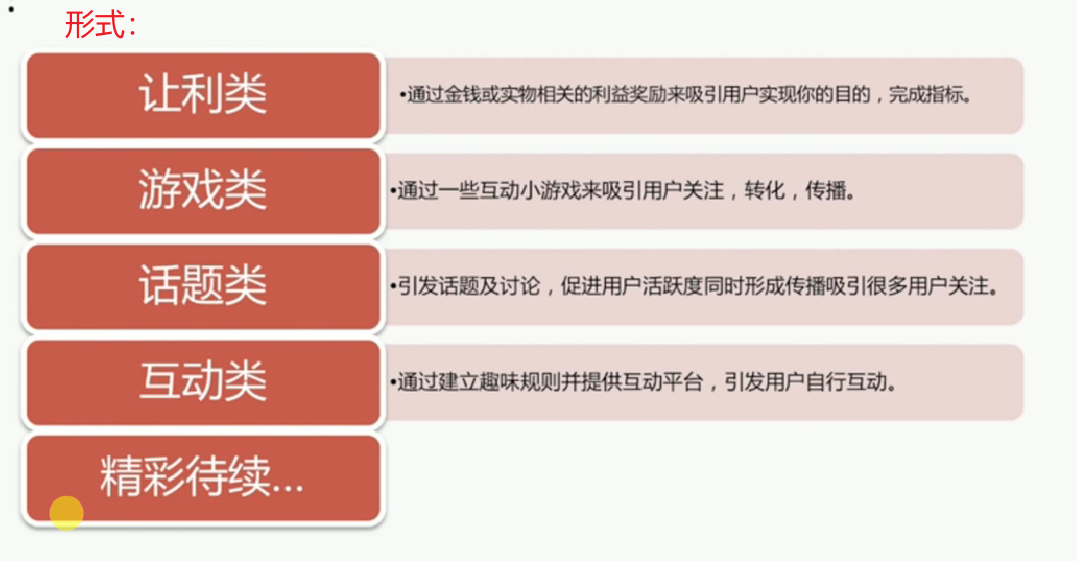 形式：
让利类
•通过金钱或实物相关的利益奖励来吸引用户实现你的目的，完成指标。
游戏类
•通过一些互动小游戏来吸引用户关注，转化，传播。
话题类
•引发话题及讨论，促进用户活跃度同时形成传播吸引很多用户关注。
互动类
•通过建立趣味规则并提供互动平台，引发用户自行互动。
精彩待续...